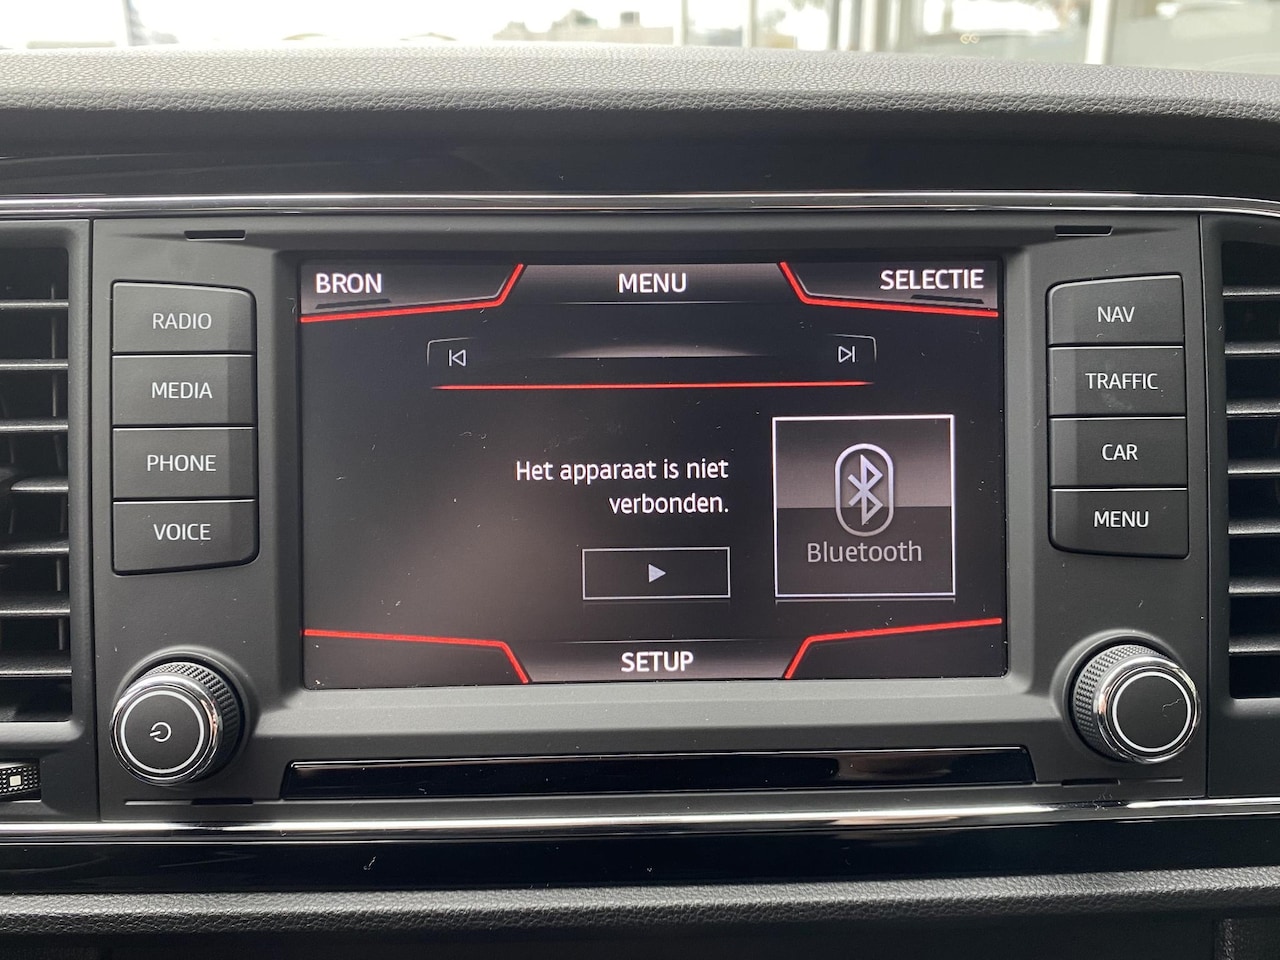 BRON
MENU
SELECTIE
RADIO
MEDIA
PHONE
VOICE
Het apparaat is niet
verbonden.
Bluetooth
SETUP
NAV
TRAFFIC
CAR
MENU